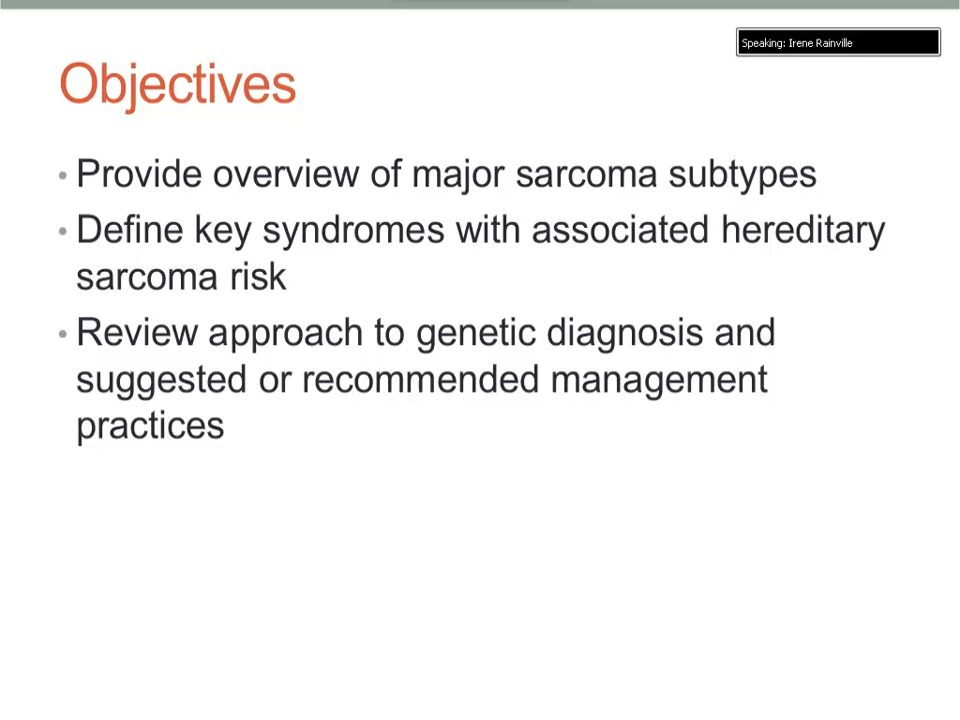 Speaking: Irene Rainville
Objectives
• Provide overview of major sarcoma subtypes
• Define key syndromes with associated hereditary
sarcoma risk
• Review approach to genetic diagnosis and
suggested or recommended management
practices